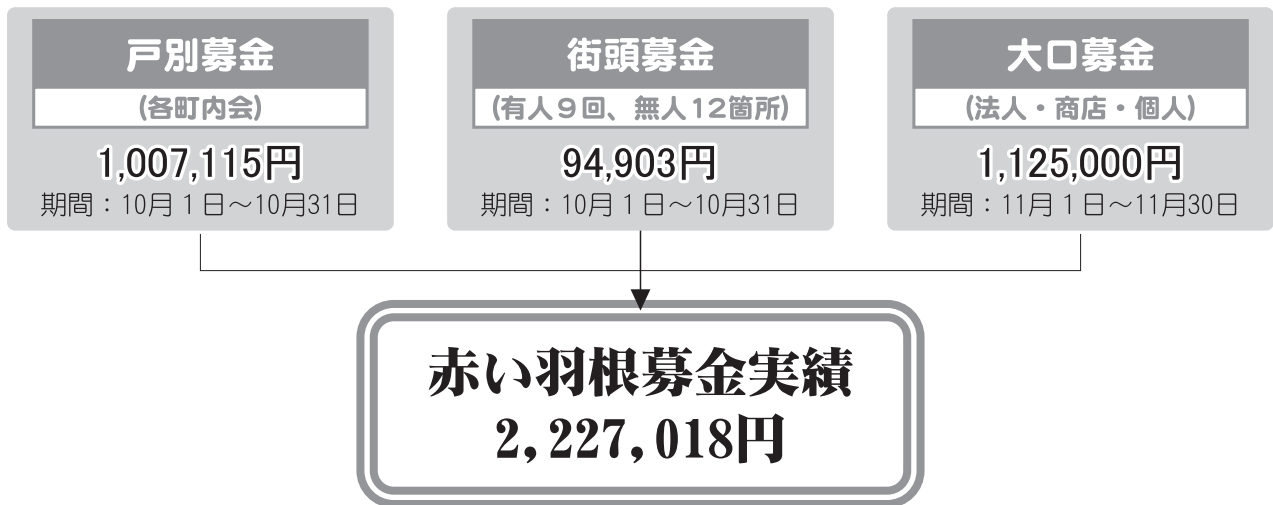 戸別募金
(各町内会)
1,007,115円
期間：10月１日～10月31日
街頭募金
(有人９回、無人12箇所)
94,903円
期間：10月１日～10月31日
大口募金
(法人・商店・個人)
1,125,000円
期間：11月１日～11月30日
赤い羽根募金実績
2,227,018円